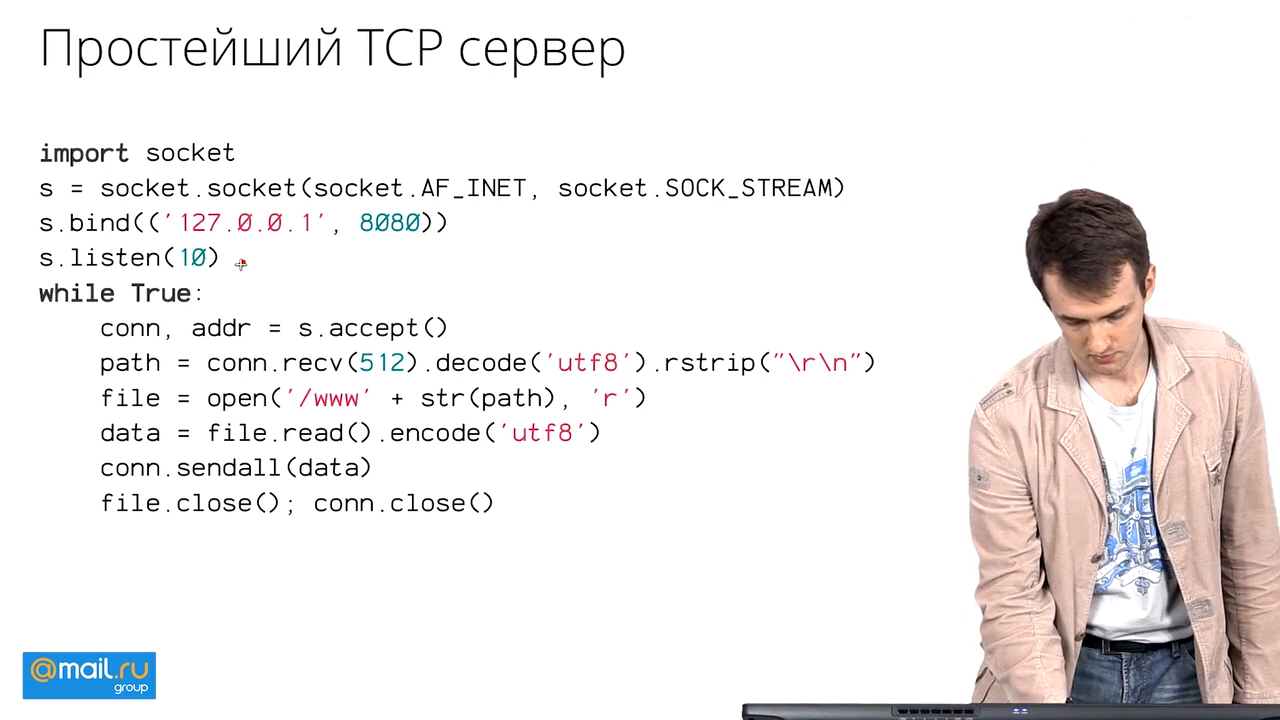 Простейший TCP сервер
import socket
s = socket.socket(socket.AF_INET, socket.SOCK_STREAM)
s.bind(('127.0.0.1', 8080))
s.listen(10)
while True:
    conn, addr = s.accept()
    path = conn.recv(512).decode('utf8').rstrip("\r\n")
    file = open('/www' + str(path), 'r')
    data = file.read().encode('utf8')
    conn.sendall(data)
    file.close(); conn.close()
@mail.ru
group